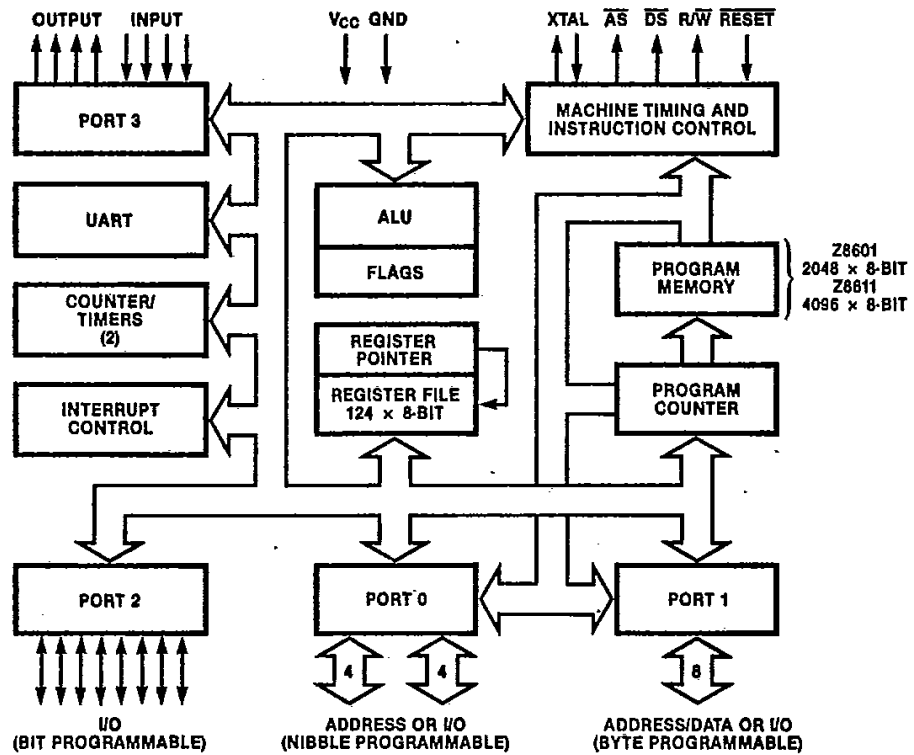 OUTPUT INPUT
VCC GND
XTAL AS DS R/W RESET
PORT 3
MACHINE TIMING AND
INSTRUCTION CONTROL
UART
ALU
FLAGS
PROGRAM
MEMORY
Z8601
2048 × 8-BIT
Z8611
4096 × 8-BIT
COUNTER/
TIMERS
(2)
REGISTER
POINTER
REGISTER FILE
124 × 8-BIT
PROGRAM
COUNTER
INTERRUPT
CONTROL
PORT 2
PORT 0
PORT 1
4
4
8
I/O
(BIT PROGRAMMABLE)
ADDRESS OR I/O
(NIBBLE PROGRAMMABLE)
ADDRESS/DATA OR I/O
(BYTE PROGRAMMABLE)